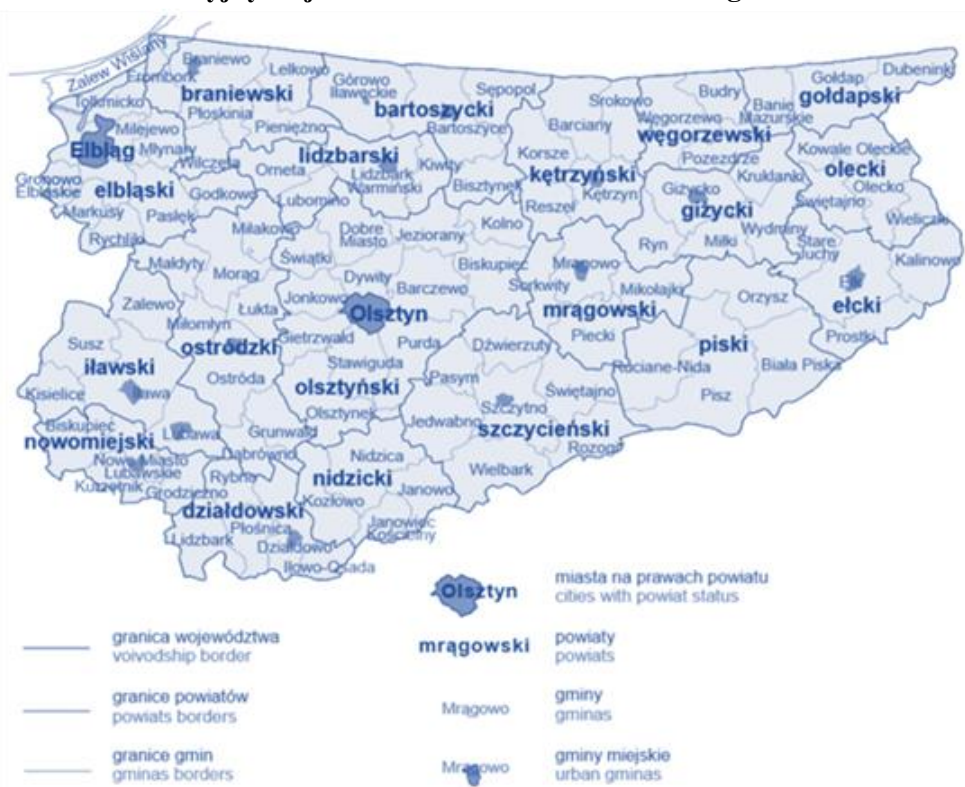 Zalew Wiślany
Braniewo
Frombork
Lelkowo
braniewski
Górowo
Iławeckie
Sępopol
bartoszycki
Bartoszyce
Srokowo
Barciany
Budry
Węgorzewo
węgorzewski
Banie
Mazurskie
Gołdap
Dubeninki
gołdapski
Tolkmicko
Płoskinia
Pieniężno
Milejewo
Elbląg
Młynary
Wilczęta
Orneta
lidzbarski
Lidzbark
Warmiński
Kiwity
Korsze
kętrzyński
Kętrzyn
Reszel
Bisztynek
Pozezdrze
Kruklanki
Giżycko
giżycki
Kowale Oleckie
olecki
Olecko
Świętajno
Wieliczki
Gronowo
Elbląskie
elbląski
Godkowo
Lubomino
Markusy
Pasłęk
Rychliki
Miłakowo
Dobre
Miasto
Jeziorany
Kolno
Świątki
Ryn
Miłki
Wydminy
Stare
Juchy
Kalinowo
Małdyty
Morąg
Dywity
Biskupiec
Mrągowo
Sorkwity
Mikołajki
mrągowski
Orzysz
ełcki
Prostki
Zalewo
Łukta
Jonkowo
Barczewo
Olsztyn
Miłomłyn
ostródzki
Gietrzwałd
Purda
Dźwierzuty
Piecki
piski
Ruciane-Nida
Biała Piska
Pisz
Susz
iławski
Iława
Kisielice
Ostróda
Stawiguda
olsztyński
Olsztynek
Pasym
Szczytno
Świętajno
Jedwabno
szczycieński
Rozogi
Wielbark
Biskupiec
nowomiejski
Lubawa
Grunwald
Dąbrówno
Nowe Miasto
Lubawskie
Kurzętnik
Grodziczno
Rybno
działdowski
Nidzica
nidzicki
Kozłowo
Janowo
Janowiec
Kościelny
Płośnica
Lidzbark
Działdowo
Iłowo-Osada
Olsztyn
miasta na prawach powiatu
cities with powiat status
granica województwa
voivodship border
mrągowski
powiaty
powiats
granice powiatów
powiats borders
Mrągowo
gminy
gminas
granice gmin
gminas borders
Mrągowo
gminy miejskie
urban gminas